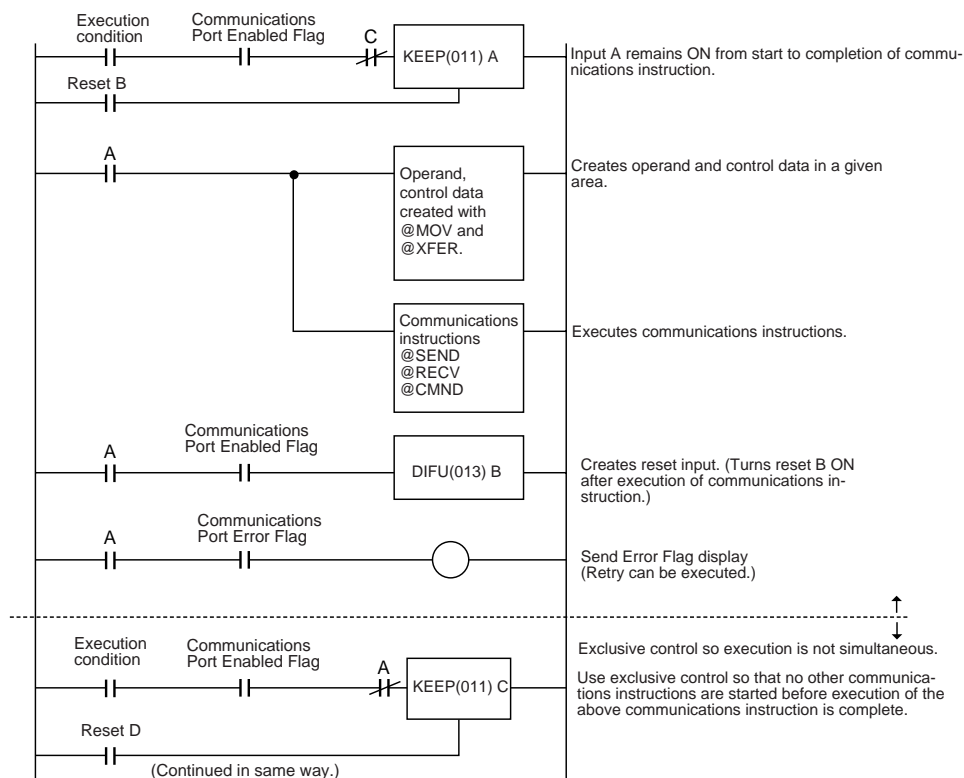 Execution
condition
Communications
Port Enabled Flag
C
KEEP(011) A
Input A remains ON from start to completion of commu-
nications instruction.
Reset B
A
Operand,
control data
created with
@MOV and
@XFER.
Creates operand and control data in a given
area.
Communications
instructions
@SEND
@RECV
@CMND
Executes communications instructions.
A
Communications
Port Enabled Flag
DIFU(013) B
Creates reset input. (Turns reset B ON
after execution of communications in-
struction.)
A
Communications
Port Error Flag
Send Error Flag display
(Retry can be executed.)
Exclusive control so execution is not simultaneous.
Execution
condition
Communications
Port Enabled Flag
A
KEEP(011) C
Use exclusive control so that no other communica-
tions instructions are started before execution of the
above communications instruction is complete.
Reset D
(Continued in same way.)